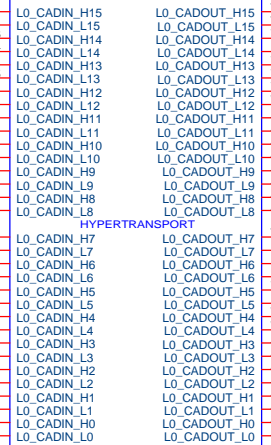 L0_CADIN_H15 L0_CADOUT_H15
L0_CADIN_L15 L0_CADOUT_L15
L0_CADIN_H14 L0_CADOUT_H14
L0_CADIN_L14 L0_CADOUT_L14
L0_CADIN_H13 L0_CADOUT_H13
L0_CADIN_L13 L0_CADOUT_L13
L0_CADIN_H12 L0_CADOUT_H12
L0_CADIN_L12 L0_CADOUT_L12
L0_CADIN_H11 L0_CADOUT_H11
L0_CADIN_L11 L0_CADOUT_L11
L0_CADIN_H10 L0_CADOUT_H10
L0_CADIN_L10 L0_CADOUT_L10
L0_CADIN_H9 L0_CADOUT_H9
L0_CADIN_L9 L0_CADOUT_L9
L0_CADIN_H8 L0_CADOUT_H8
L0_CADIN_L8 L0_CADOUT_L8
HYPERTRANSPORT
L0_CADIN_H7 L0_CADOUT_H7
L0_CADIN_L7 L0_CADOUT_L7
L0_CADIN_H6 L0_CADOUT_H6
L0_CADIN_L6 L0_CADOUT_L6
L0_CADIN_H5 L0_CADOUT_H5
L0_CADIN_L5 L0_CADOUT_L5
L0_CADIN_H4 L0_CADOUT_H4
L0_CADIN_L4 L0_CADOUT_L4
L0_CADIN_H3 L0_CADOUT_H3
L0_CADIN_L3 L0_CADOUT_L3
L0_CADIN_H2 L0_CADOUT_H2
L0_CADIN_L2 L0_CADOUT_L2
L0_CADIN_H1 L0_CADOUT_H1
L0_CADIN_L1 L0_CADOUT_L1
L0_CADIN_H0 L0_CADOUT_H0
L0_CADIN_L0 L0_CADOUT_L0